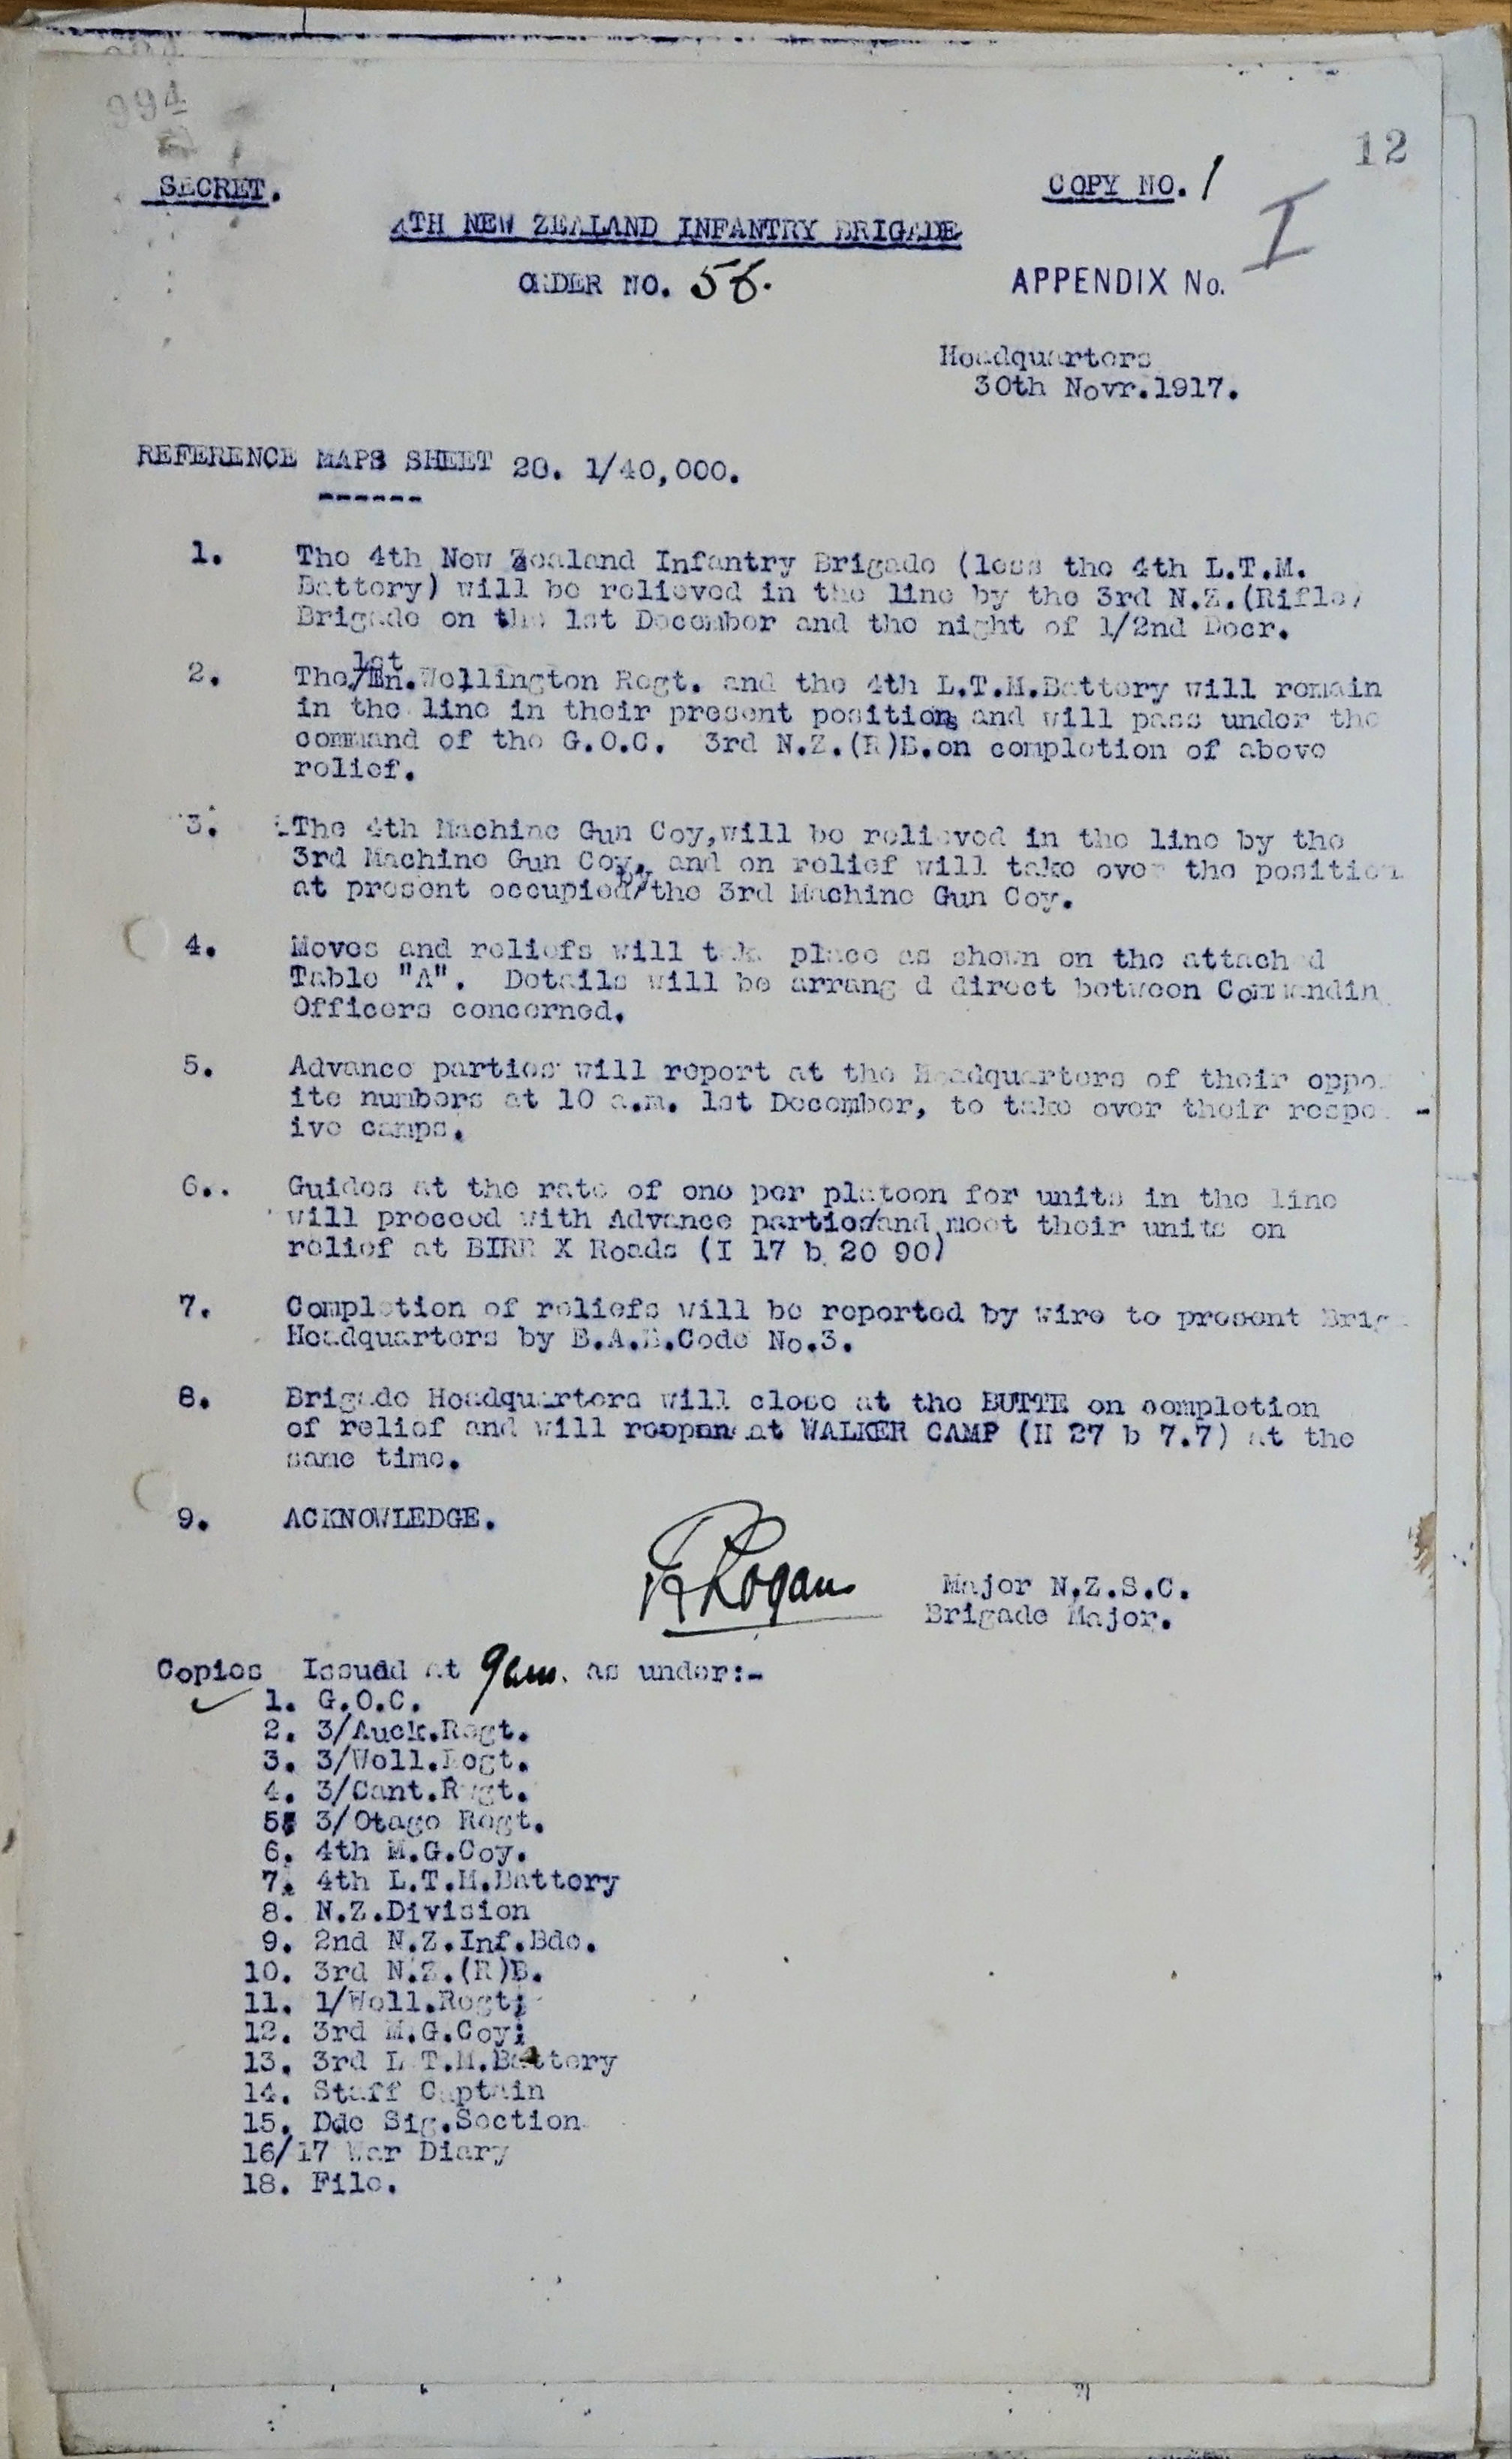 994
12
SECRET.
COPY NO. 1
4TH NEW ZEALAND INFANTRY BRIGADE
I
ORDER NO. 56.
APPENDIX No.
Headquarters
30th Novr.1917.
REFERENCE MAPS SHEET 28. 1/40,000.
------
1. The 4th New Zealand Infantry Brigade (less the 4th L.T.M.
Battery) will be relieved in the line by the 3rd N.Z.(Rifle)
Brigade on the 1st December and the night of 1/2nd Decr.
1st
2. The/Bn.Wellington Regt. and the 4th L.T.M.Battery will remain
in the line in their present positions and will pass under the
command of the G.O.C. 3rd N.Z.(R)B.on completion of above
relief.
3. The 4th Machine Gun Coy,will be relieved in the line by the
3rd Machine Gun Coy, and on relief will take over the position
by
at present occupied/the 3rd Machine Gun Coy.
4. Moves and reliefs will take place as shown on the attached
Table "A". Details will be arranged direct between Commandin
Officers concerned.
5. Advance parties will report at the Headquarters of their oppo
ite numbers at 10 a.m. 1st December, to take over their respe -
ive camps.
6.. Guides at the rate of one per platoon for units in the line
will proceed with Advance parties/and meet their units on
relief at BIRR X Roads (I 17 b 20 90)
7. Completion of reliefs will be reported by wire to present Brig
Headquarters by B.A.B.Code No.3.
8. Brigade Headquarters will close at the BUTTE on completion
of relief and will reopen at WALKER CAMP (H 27 b 7.7) at the
same time.
9. ACKNOWLEDGE.
Rogan
Major N.Z.S.C.
Brigade Major.
Copies Issued at 9am. as under:-
1. G.O.C.
2. 3/Auck.Regt.
3. 3/Well.Regt.
4. 3/Cant.Regt.
5. 3/Otago Regt.
6. 4th M.G.Coy.
7. 4th L.T.M.Battery
8. N.Z.Division
9. 2nd N.Z.Inf.Bde.
10. 3rd N.Z.(R)B.
11. 1/Well.Regt;
12. 3rd M.G.Coy;
13. 3rd L T.M.Battery
14. Staff Captain
15. Bde Sig.Section
16/17 War Diary
18. File.